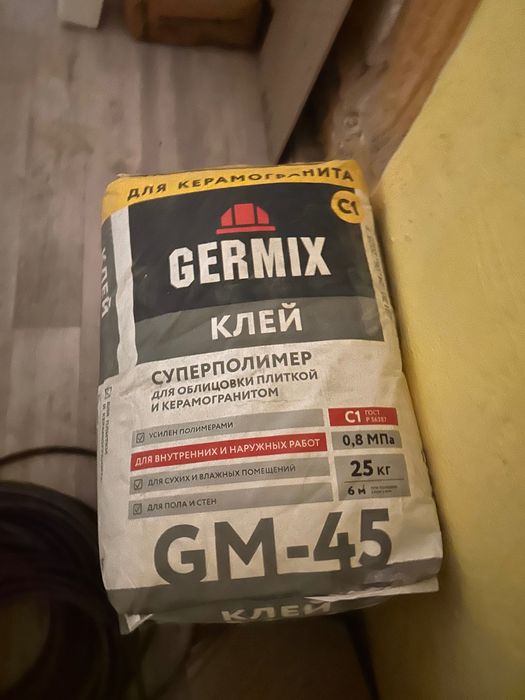 ДЛЯ КЕРАМОГРАНИТА
C1
GERMIX
КЛЕЙ
СУПЕРПОЛИМЕР
ДЛЯ ОБЛИЦОВКИ ПЛИТКОЙ
И КЕРАМОГРАНИТОМ
УСИЛЕН ПОЛИМЕРАМИ
C1 ГОСТ Р 56387
ДЛЯ ВНУТРЕННИХ И НАРУЖНЫХ РАБОТ
0,8 МПа
ДЛЯ СУХИХ И ВЛАЖНЫХ ПОМЕЩЕНИЙ
25 КГ
ДЛЯ ПОЛА И СТЕН
GM-45
КЛЕЙ
КЛЕЙ